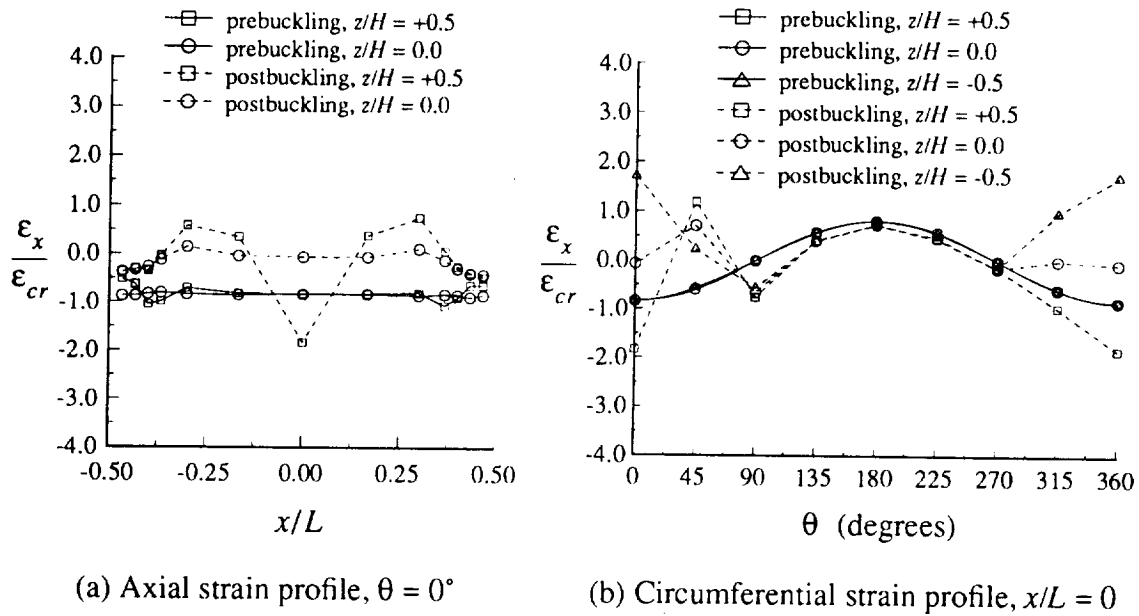 prebuckling, z/H = +0.5
prebuckling, z/H = 0.0
postbuckling, z/H = +0.5
postbuckling, z/H = 0.0
4.0
3.0
2.0
1.0
0.0
-1.0
-2.0
-3.0
-4.0
εx
εcr
-0.50
-0.25
0.00
0.25
0.50
x/L
(a) Axial strain profile, θ = 0°
prebuckling, z/H = +0.5
prebuckling, z/H = 0.0
prebuckling, z/H = -0.5
postbuckling, z/H = +0.5
postbuckling, z/H = 0.0
postbuckling, z/H = -0.5
4.0
3.0
2.0
1.0
0.0
-1.0
-2.0
-3.0
-4.0
εx
εcr
0
45
90
135
180
225
270
315
360
θ (degrees)
(b) Circumferential strain profile, x/L = 0